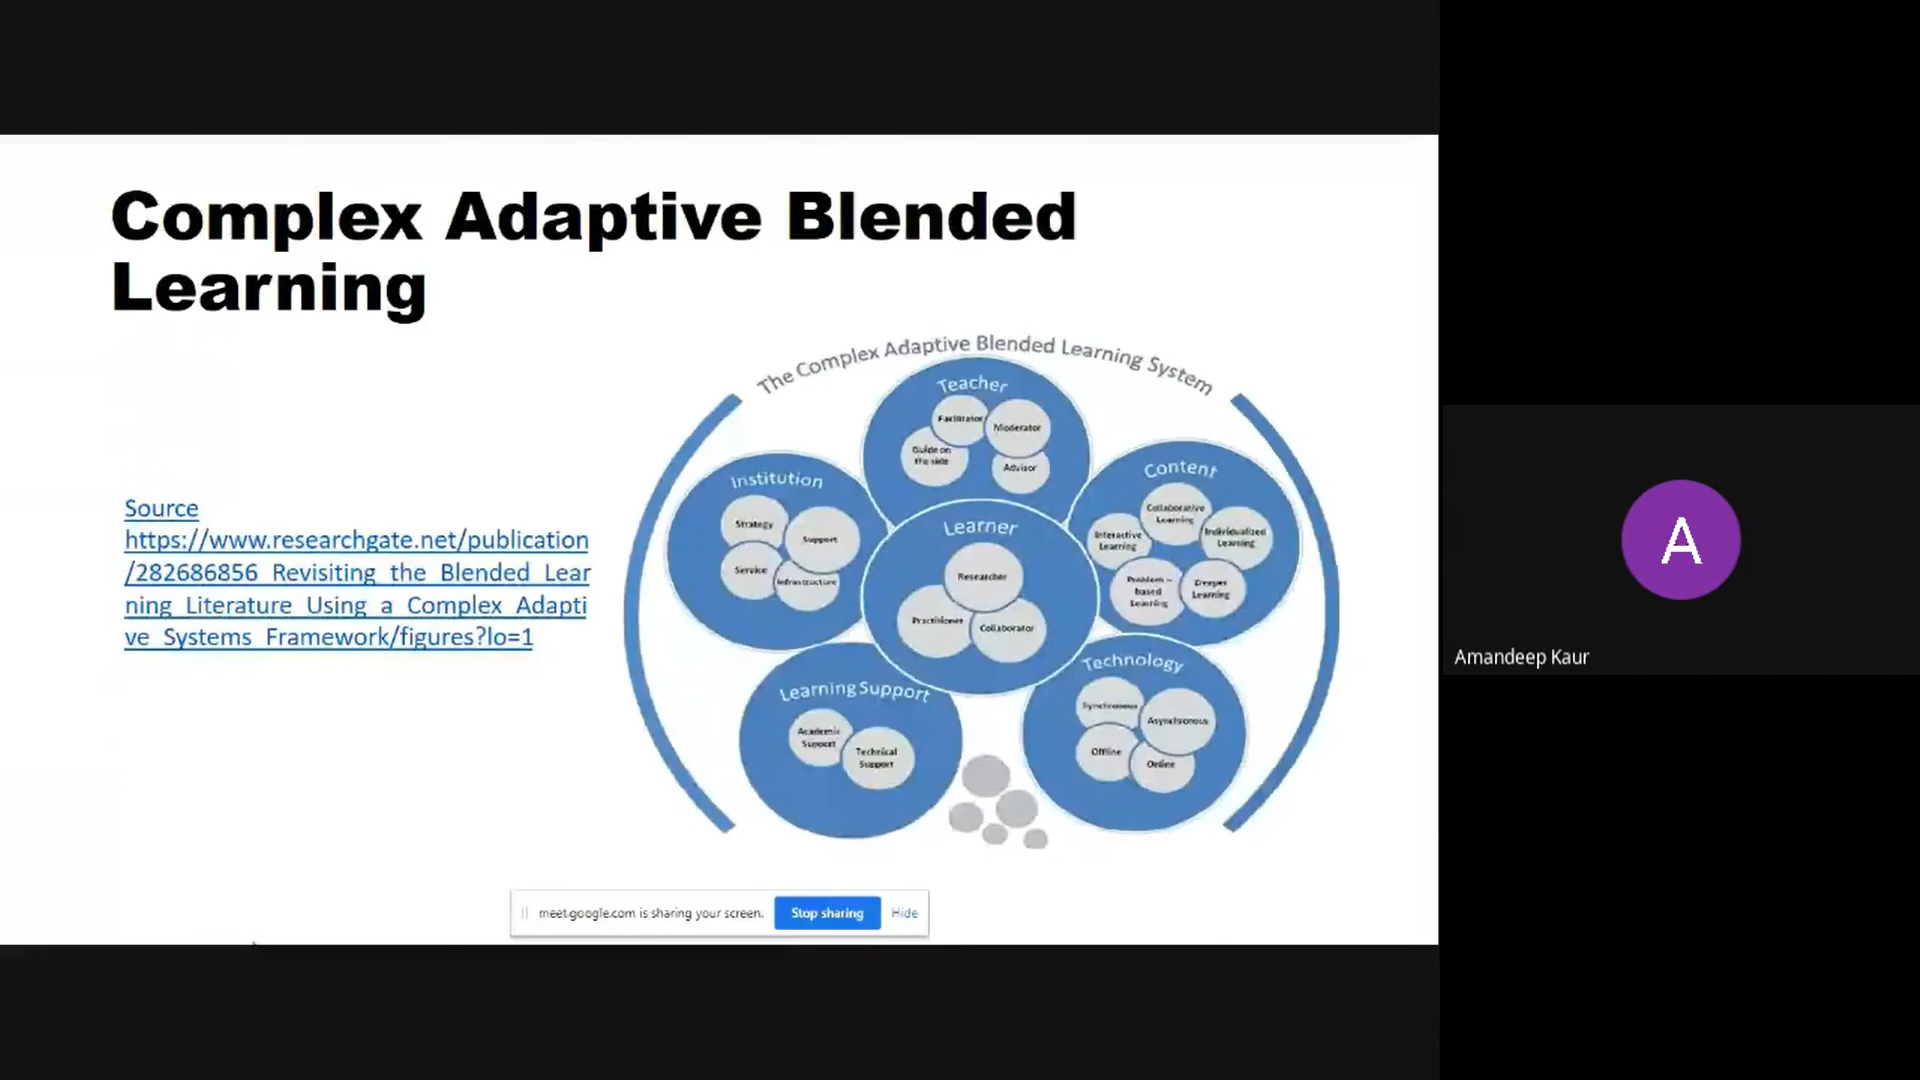 Complex Adaptive Blended
Learning
Source
https://www.researchgate.net/publication
/282686856_Revisiting_the_Blended_Lear
ning_Literature_Using_a_Complex_Adapti
ve_Systems_Framework/figures?lo=1
The Complex Adaptive Blended Learning System
Teacher
Facilitator
Moderator
Guide on
the side
Advisor
Institution
Strategy
Support
Service
Infrastructure
Content
Collaborative
Learning
Interactive
Learning
Individualized
Learning
Problem -
based
Learning
Deeper
Learning
Learner
Researcher
Practitioner
Collaborator
Learning Support
Academic
Support
Technical
Support
Technology
Synchronous
Asynchronous
Offline
Online
meet.google.com is sharing your screen.
Stop sharing
Hide
A
Amandeep Kaur